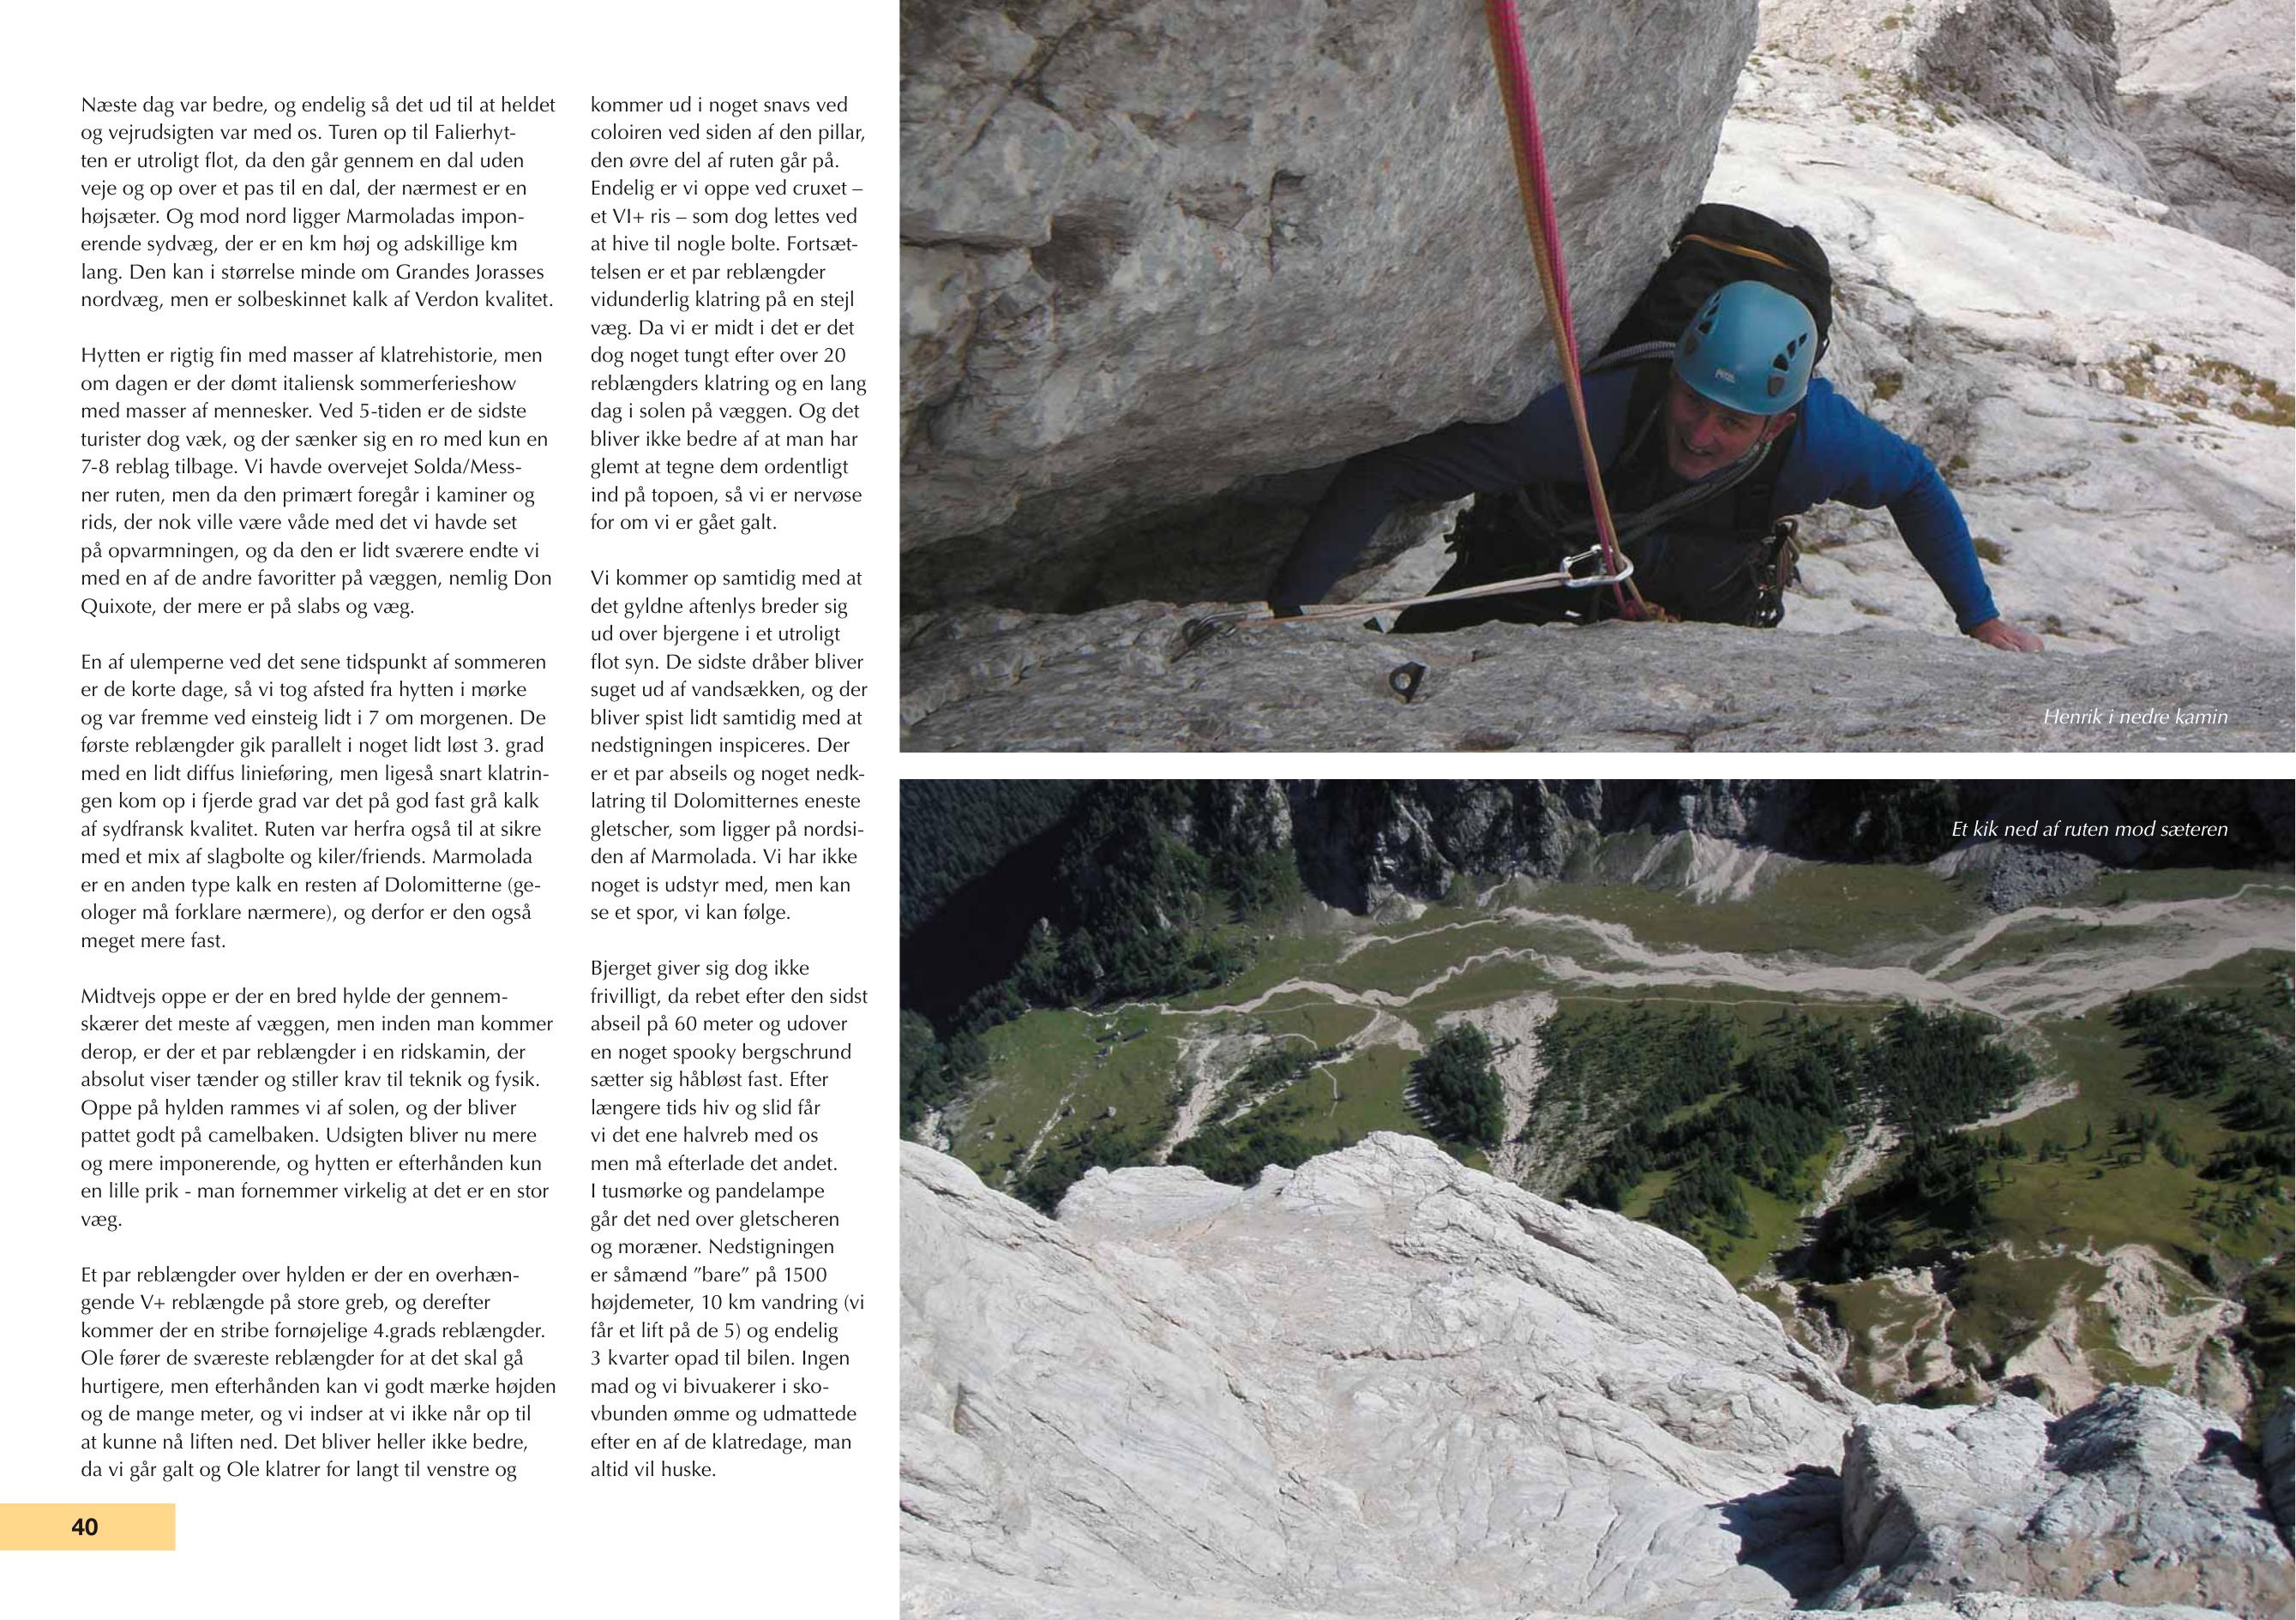 Næste dag var bedre, og endelig så det ud til at heldet
og vejrudsigten var med os. Turen op til Falierhyt-
ten er utroligt flot, da den går gennem en dal uden
veje og op over et pas til en dal, der nærmest er en
højsæter. Og mod nord ligger Marmoladas impon-
erende sydvæg, der er en km høj og adskillige km
lang. Den kan i størrelse minde om Grandes Jorasses
nordvæg, men er solbeskinnet kalk af Verdon kvalitet.
Hytten er rigtig fin med masser af klatrehistorie, men
om dagen er der dømt italiensk sommerferieshow
med masser af mennesker. Ved 5-tiden er de sidste
turister dog væk, og der sænker sig en ro med kun en
7-8 reblag tilbage. Vi havde overvejet Solda/Mess-
ner ruten, men da den primært foregår i kaminer og
rids, der nok ville være våde med det vi havde set
på opvarmningen, og da den er lidt sværere endte vi
med en af de andre favoritter på væggen, nemlig Don
Quixote, der mere er på slabs og væg.
En af ulemperne ved det sene tidspunkt af sommeren
er de korte dage, så vi tog afsted fra hytten i mørke
og var fremme ved einsteig lidt i 7 om morgenen. De
første reblængder gik parallelt i noget lidt løst 3. grad
med en lidt diffus linieføring, men ligeså snart klatrin-
gen kom op i fjerde grad var det på god fast grå kalk
af sydfransk kvalitet. Ruten var herfra også til at sikre
med et mix af slagbolte og kiler/friends. Marmolada
er en anden type kalk en resten af Dolomitterne (ge-
ologer må forklare nærmere), og derfor er den også
meget mere fast.
Midtvejs oppe er der en bred hylde der gennem-
skærer det meste af væggen, men inden man kommer
derop, er der et par reblængder i en ridskamin, der
absolut viser tænder og stiller krav til teknik og fysik.
Oppe på hylden rammes vi af solen, og der bliver
pattet godt på camelbaken. Udsigten bliver nu mere
og mere imponerende, og hytten er efterhånden kun
en lille prik - man fornemmer virkelig at det er en stor
væg.
Et par reblængder over hylden er der en overhæn-
gende V+ reblængde på store greb, og derefter
kommer der en stribe fornøjelige 4.grads reblængder.
Ole fører de sværeste reblængder for at det skal gå
hurtigere, men efterhånden kan vi godt mærke højden
og de mange meter, og vi indser at vi ikke når op til
at kunne nå liften ned. Det bliver heller ikke bedre,
da vi går galt og Ole klatrer for langt til venstre og
kommer ud i noget snavs ved
coloiren ved siden af den pillar,
den øvre del af ruten går på.
Endelig er vi oppe ved cruxet –
et VI+ ris – som dog lettes ved
at hive til nogle bolte. Fortsæt-
telsen er et par reblængder
vidunderlig klatring på en stejl
væg. Da vi er midt i det er det
dog noget tungt efter over 20
reblængders klatring og en lang
dag i solen på væggen. Og det
bliver ikke bedre af at man har
glemt at tegne dem ordentligt
ind på topoen, så vi er nervøse
for om vi er gået galt.
Vi kommer op samtidig med at
det gyldne aftenlys breder sig
ud over bjergene i et utroligt
flot syn. De sidste dråber bliver
suget ud af vandsækken, og der
bliver spist lidt samtidig med at
nedstigningen inspiceres. Der
er et par abseils og noget nedk-
latring til Dolomitternes eneste
gletscher, som ligger på nordsi-
den af Marmolada. Vi har ikke
noget is udstyr med, men kan
se et spor, vi kan følge.
Bjerget giver sig dog ikke
frivilligt, da rebet efter den sidst
abseil på 60 meter og udover
en noget spooky bergschrund
sætter sig håbløst fast. Efter
længere tids hiv og slid får
vi det ene halvreb med os
men må efterlade det andet.
I tusmørke og pandelampe
går det ned over gletscheren
og moræner. Nedstigningen
er såmænd ”bare” på 1500
højdemeter, 10 km vandring (vi
får et lift på de 5) og endelig
3 kvarter opad til bilen. Ingen
mad og vi bivuakerer i sko-
vbunden ømme og udmattede
efter en af de klatredage, man
altid vil huske.
PETZL
Henrik i nedre kamin
Et kik ned af ruten mod sæteren
40